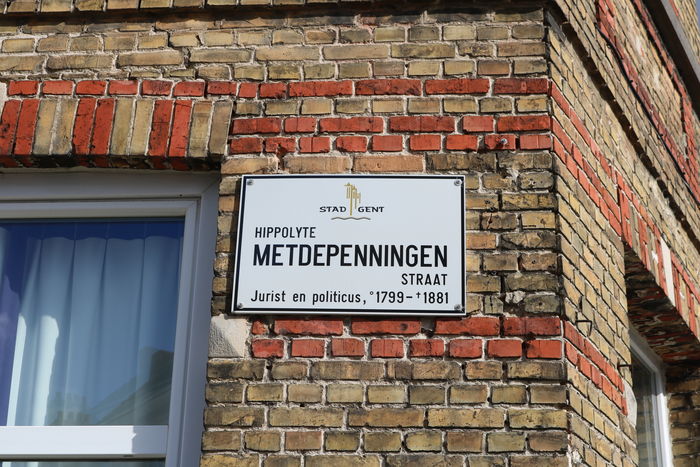 STAD GENT
HIPPOLYTE
METDEPENNINGEN
STRAAT
Jurist en politicus, °1799-†1881